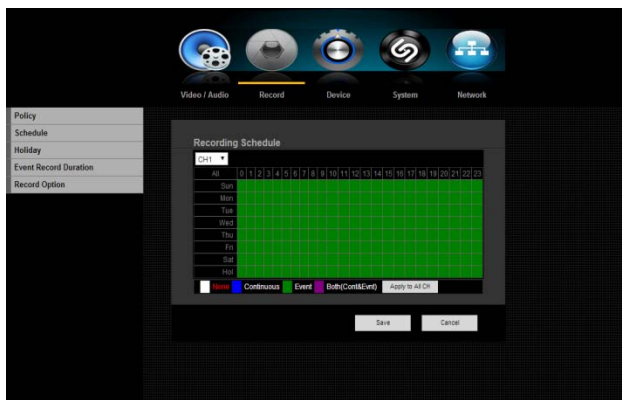 Video / Audio Record Device System Network
Policy
Schedule
Holiday
Event Record Duration
Record Option
Recording Schedule
CH1
All 0 1 2 3 4 5 6 7 8 9 10 11 12 13 14 15 16 17 18 19 20 21 22 23
Sun
Mon
Tue
Wed
Thu
Fri
Sat
Hol
None Continuous Event Both(Cont&Evnt) Apply to All CH
Save Cancel